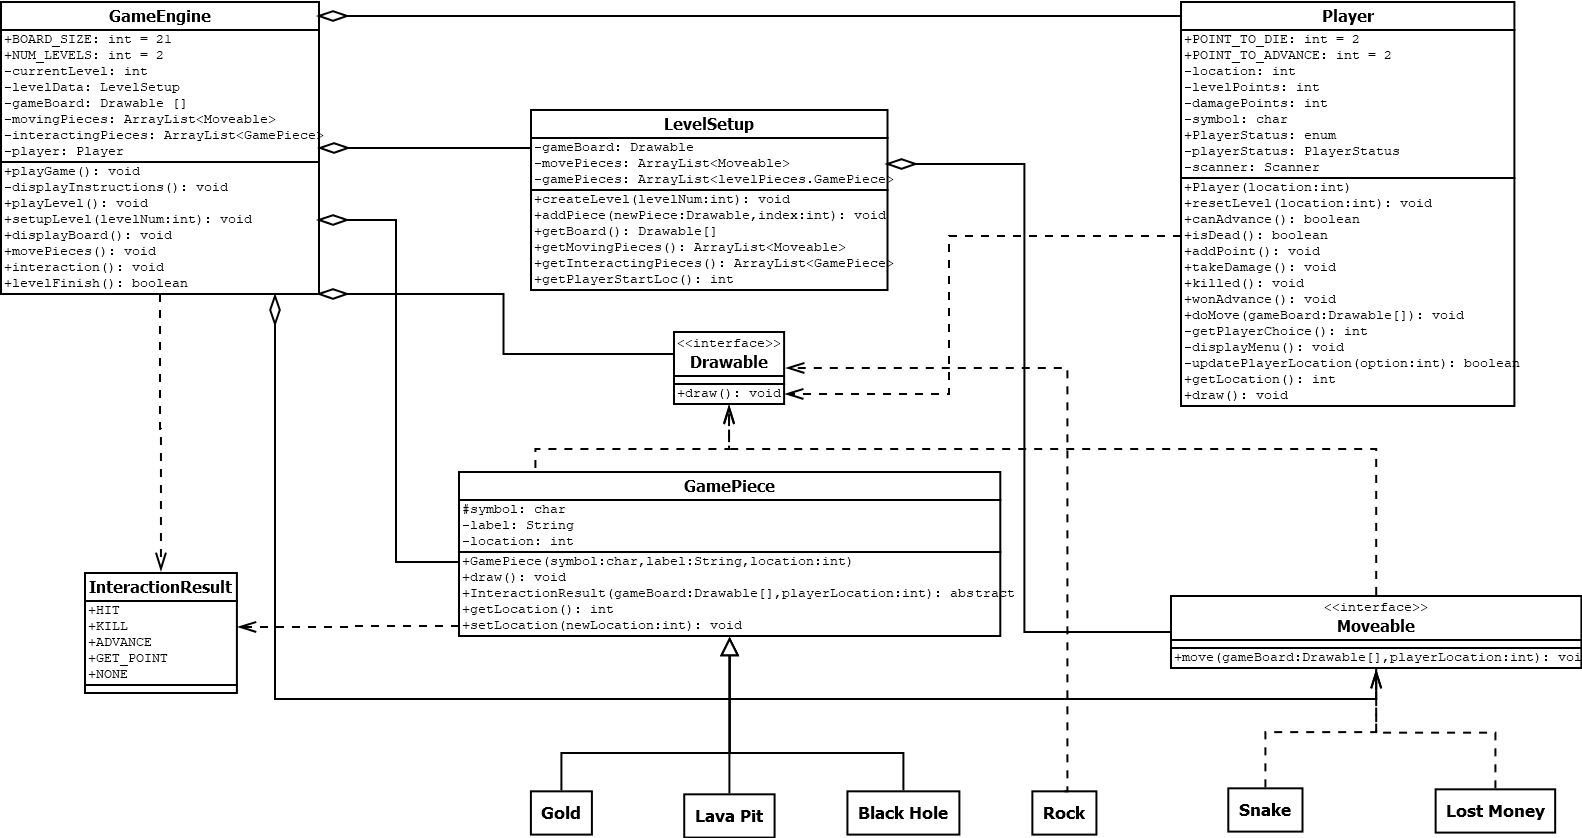 GameEngine
+BOARD_SIZE: int = 21
+NUM_LEVELS: int = 2
-currentLevel: int
-levelData: LevelSetup
-gameBoard: Drawable []
-movingPieces: ArrayList<Moveable>
-interactingPieces: ArrayList<GamePiece>
-player: Player
+playGame(): void
-displayInstructions(): void
+playLevel(): void
+setupLevel(levelNum:int): void
+displayBoard(): void
+movePieces(): void
+interaction(): void
+levelFinish(): boolean
LevelSetup
-gameBoard: Drawable
-movePieces: ArrayList<Moveable>
-gamePieces: ArrayList<levelPieces.GamePiece>
+createLevel(levelNum:int): void
+addPiece(newPiece:Drawable,index:int): void
+getBoard(): Drawable[]
+getMovingPieces(): ArrayList<Moveable>
+getInteractingPieces(): ArrayList<GamePiece>
+getPlayerStartLoc(): int
Player
+POINT_TO_DIE: int = 2
+POINT_TO_ADVANCE: int = 2
-location: int
-levelPoints: int
-damagePoints: int
-symbol: char
+PlayerStatus: enum
-playerStatus: PlayerStatus
-scanner: Scanner
+Player(location:int)
+resetLevel(location:int): void
+canAdvance(): boolean
+isDead(): boolean
+addPoint(): void
+takeDamage(): void
+killed(): void
+wonAdvance(): void
+doMove(gameBoard:Drawable[]): void
-getPlayerChoice(): int
-displayMenu(): void
-updatePlayerLocation(option:int): boolean
+getLocation(): int
+draw(): void
<<interface>>
Drawable
+draw(): void
GamePiece
#symbol: char
-label: String
-location: int
+GamePiece(symbol:char,label:String,location:int)
+draw(): void
+InteractionResult(gameBoard:Drawable[],playerLocation:int): abstract
+getLocation(): int
+setLocation(newLocation:int): void
InteractionResult
+HIT
+KILL
+ADVANCE
+GET_POINT
+NONE
<<interface>>
Moveable
+move(gameBoard:Drawable[],playerLocation:int): voi
Gold
Lava Pit
Black Hole
Rock
Snake
Lost Money